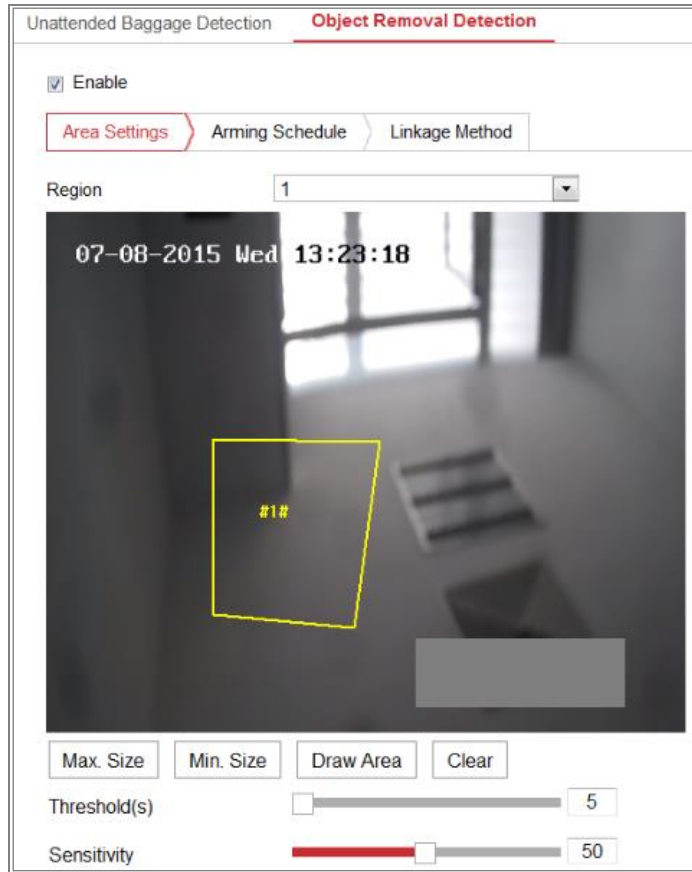 Unattended Baggage Detection Object Removal Detection
Enable
Area Settings Arming Schedule Linkage Method
Region 1
07-08-2015 Wed 13:23:18
#1#
Max. Size Min. Size Draw Area Clear
Threshold(s) 5
Sensitivity 50